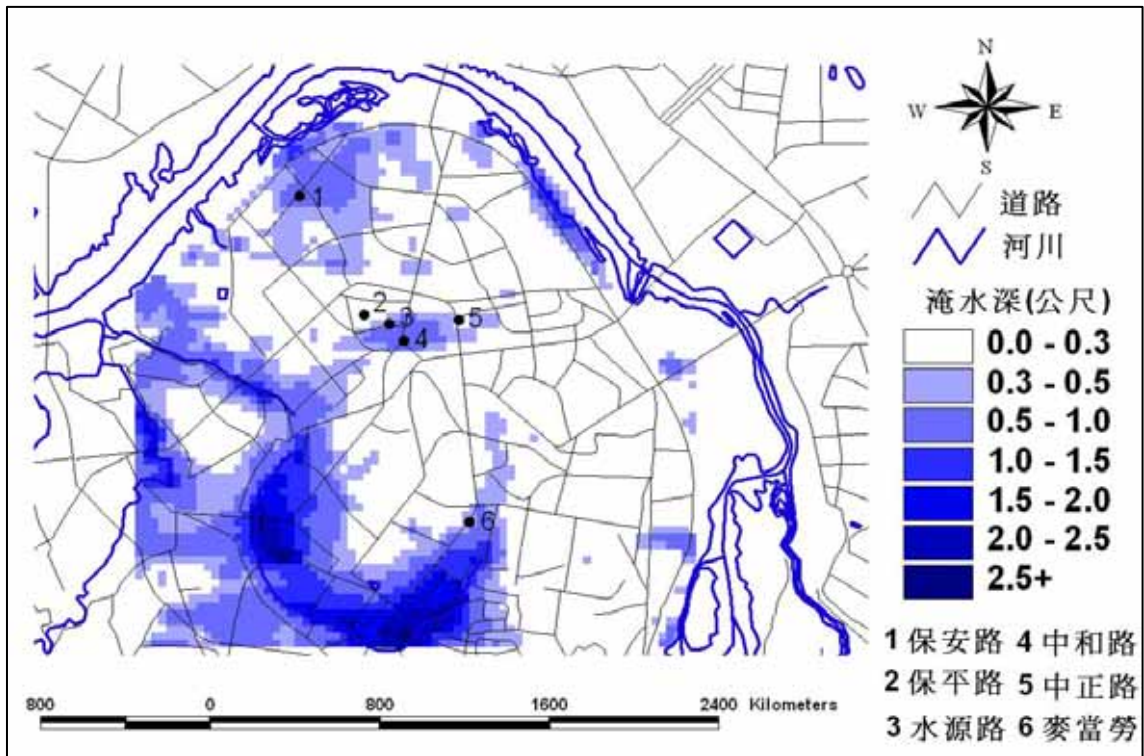 N
W E
S
道路
河川
淹水深(公尺)
0.0 - 0.3
0.3 - 0.5
0.5 - 1.0
1.0 - 1.5
1.5 - 2.0
2.0 - 2.5
2.5+
1 保安路 4 中和路
2 保平路 5 中正路
3 水源路 6 麥當勞
1
2
3
4
5
6
800 0 800 1600 2400 Kilometers